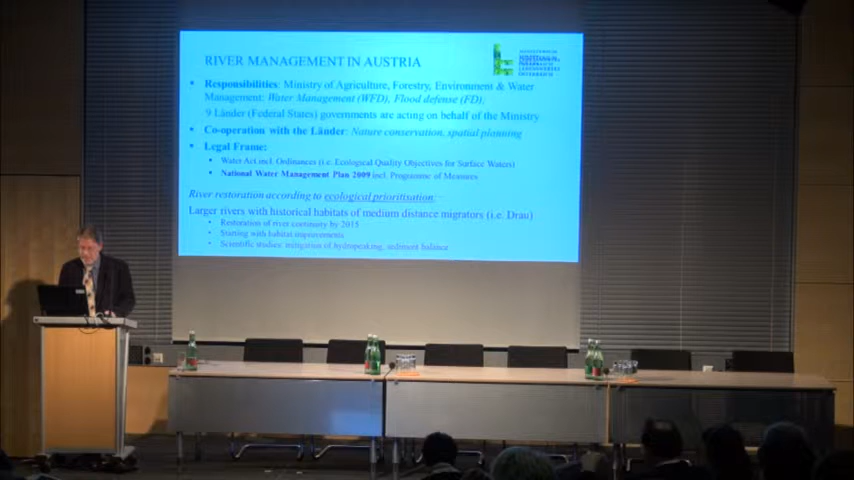 RIVER MANAGEMENT IN AUSTRIA
• Responsibilities: Ministry of Agriculture, Forestry, Environment & Water
Management: Water Management (WFD), Flood defense (FD).
9 Länder (Federal States) governments are acting on behalf of the Ministry
• Co-operation with the Länder: Nature conservation, spatial planning
• Legal Frame:
• Water Act incl. Ordinances (i.e. Ecological Quality Objectives for Surface Waters)
• National Water Management Plan 2009 incl. Programme of Measures
River restoration according to ecological prioritisation:
Larger rivers with historical habitats of medium distance migrators (i.e. Drau)
• Restoration of river continuity by 2015
• Starting with habitat improvements
• Scientific studies: mitigation of hydropeaking, sediment balance